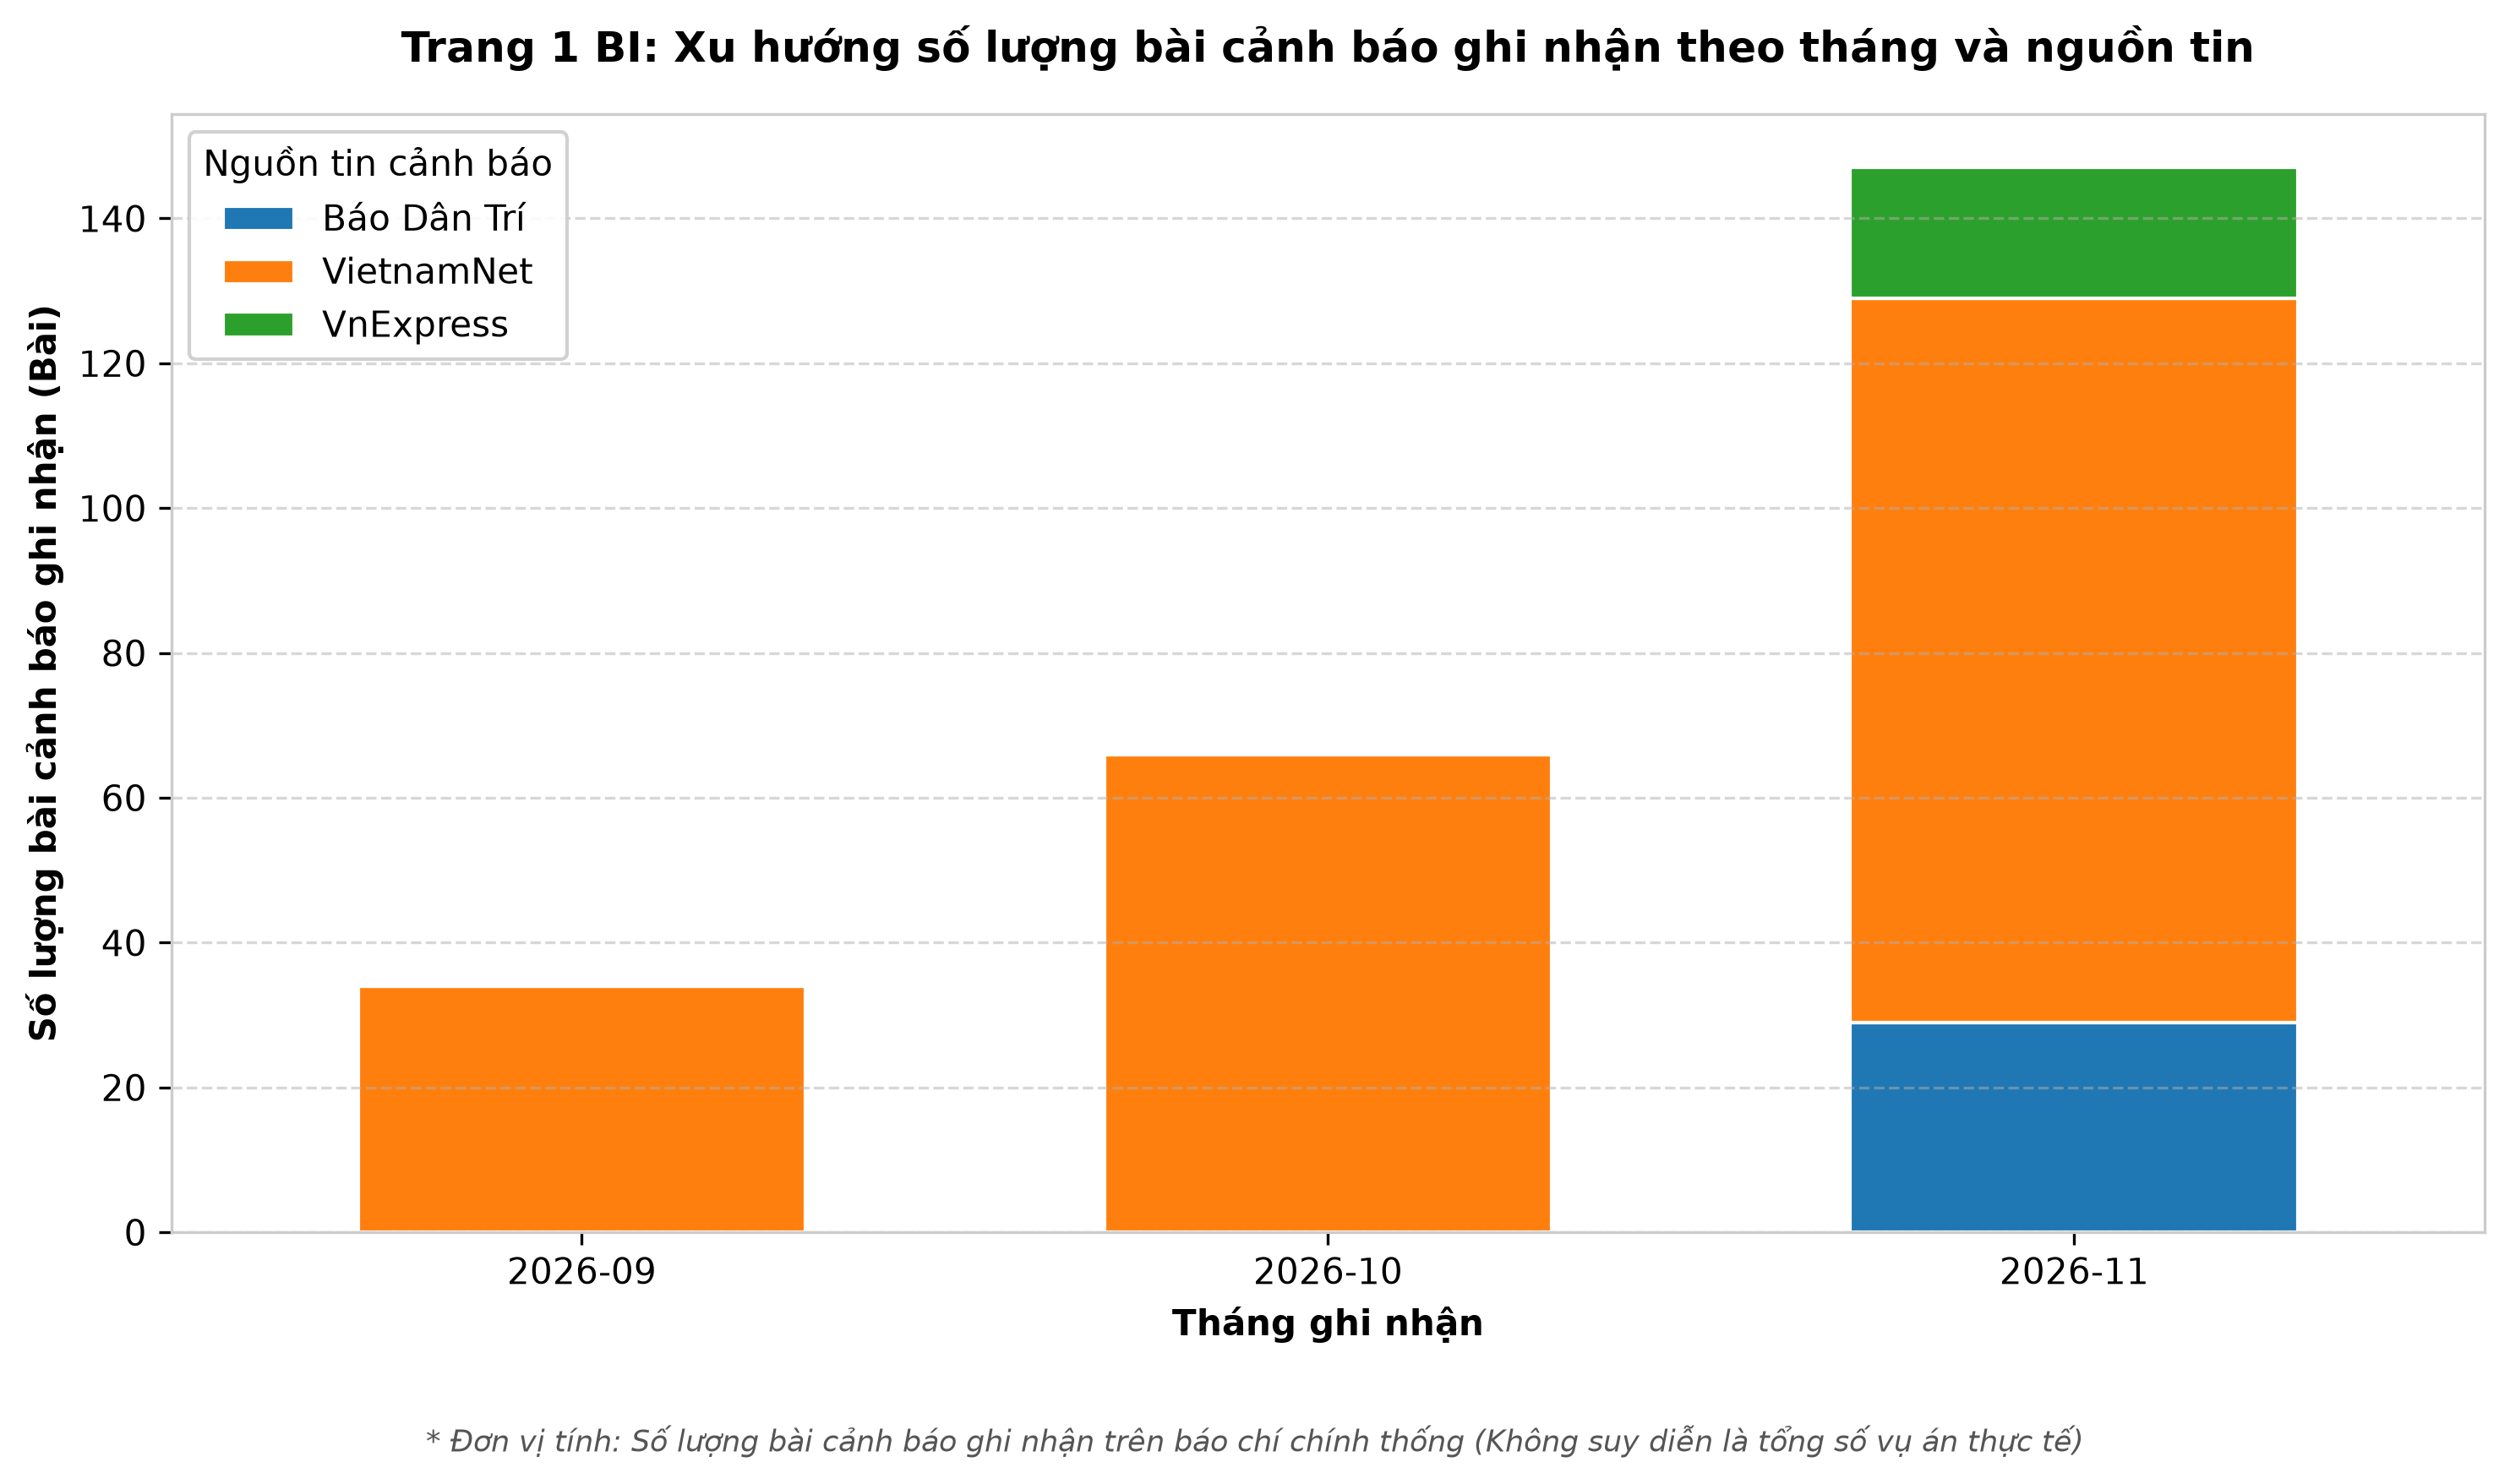 Trang 1 BI: Xu hướng số lượng bài cảnh báo ghi nhận theo tháng và nguồn tin
Nguồn tin cảnh báo
Báo Dân Trí
VietnamNet
VnExpress
Số lượng bài cảnh báo ghi nhận (Bài)
140
120
100
80
60
40
20
0
2026-09
2026-10
2026-11
Tháng ghi nhận
* Đơn vị tính: Số lượng bài cảnh báo ghi nhận trên báo chí chính thống (Không suy diễn là tổng số vụ án thực tế)